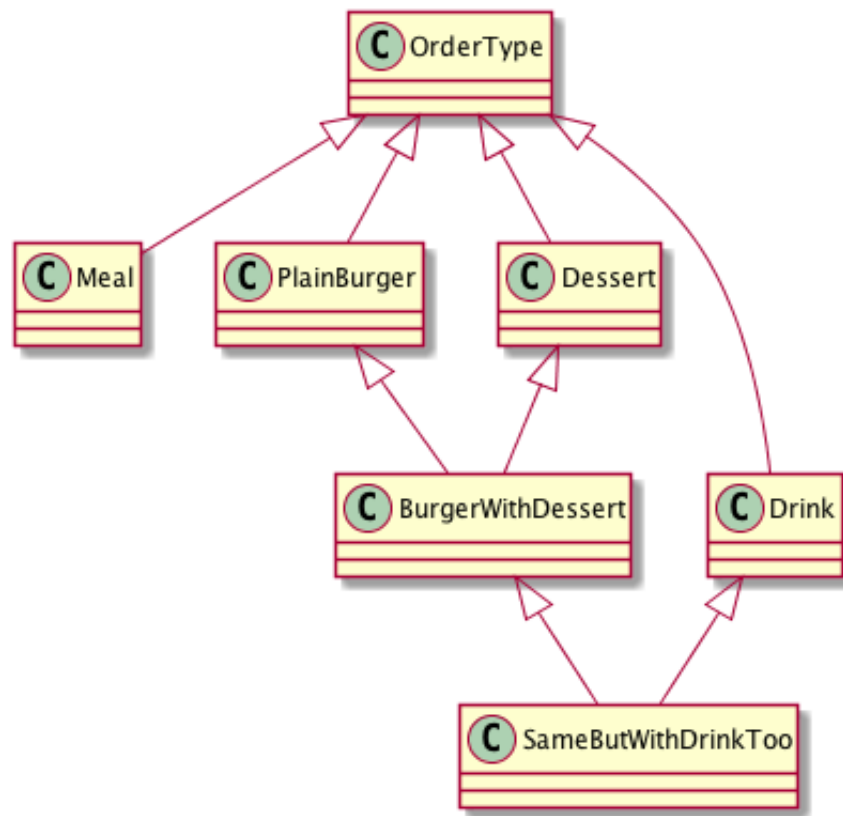 C OrderType
C Meal
C PlainBurger
C Dessert
C BurgerWithDessert
C Drink
C SameButWithDrinkToo